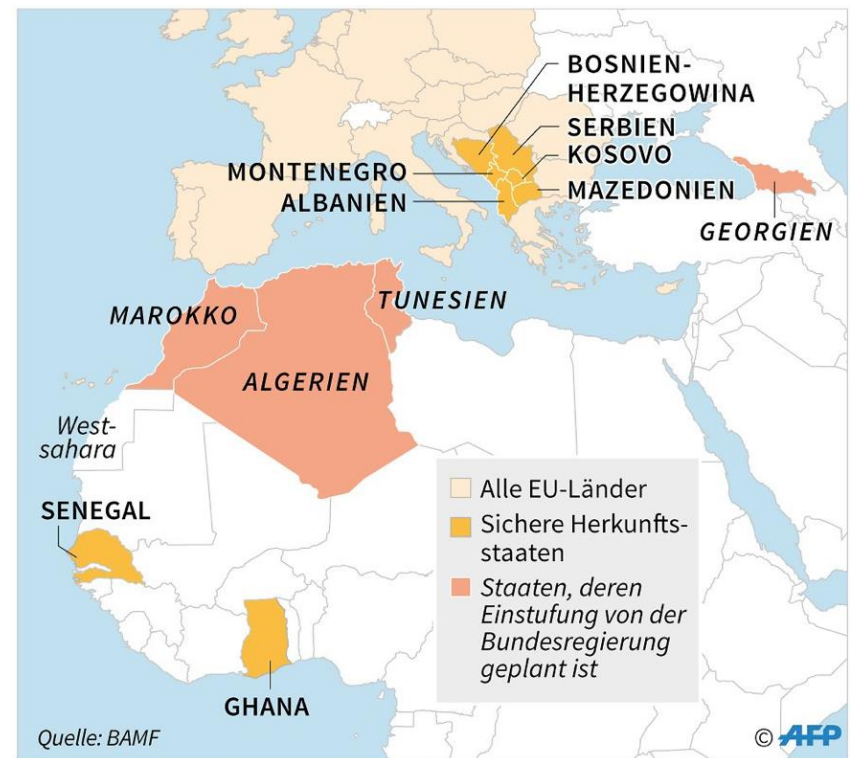 BOSNIEN-
HERZEGOWINA
SERBIEN
KOSOVO
MONTENEGRO
MAZEDONIEN
ALBANIEN
GEORGIEN
TUNESIEN
MAROKKO
ALGERIEN
West-
sahara
SENEGAL
GHANA
Alle EU-Länder
Sichere Herkunfts-
staaten
Staaten, deren
Einstufung von der
Bundesregierung
geplant ist
Quelle: BAMF
© AFP